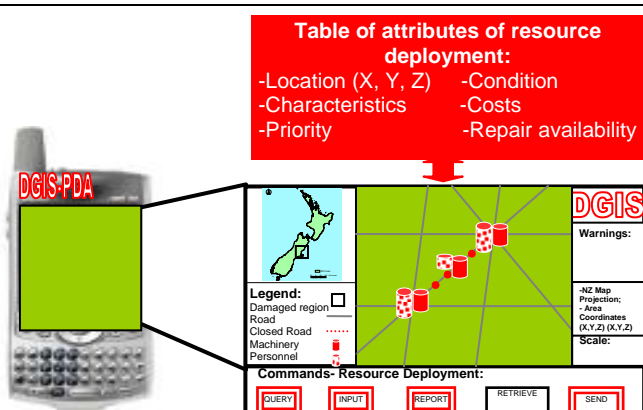 Table of attributes of resource
deployment:
-Location (X, Y, Z) -Condition
-Characteristics -Costs
-Priority -Repair availability
DGIS-PDA
DGIS
Warnings:
-NZ Map
Projection;
- Area
Coordinates
(X,Y,Z) (X,Y,Z)
Scale:
Legend:
Damaged region
Road
Closed Road
Machinery
Personnel
Commands- Resource Deployment:
QUERY INPUT REPORT RETRIEVE SEND